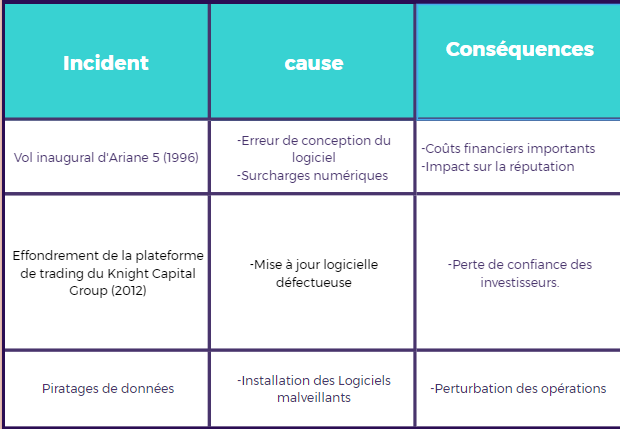 Incident
cause
Conséquences
Vol inaugural d'Ariane 5 (1996)
-Erreur de conception du
logiciel
-Surcharges numériques
-Coûts financiers importants
-Impact sur la réputation
Effondrement de la plateforme
de trading du Knight Capital
Group (2012)
-Mise à jour logicielle
défectueuse
-Perte de confiance des
investisseurs.
Piratages de données
-Installation des Logiciels
malveillants
-Perturbation des opérations